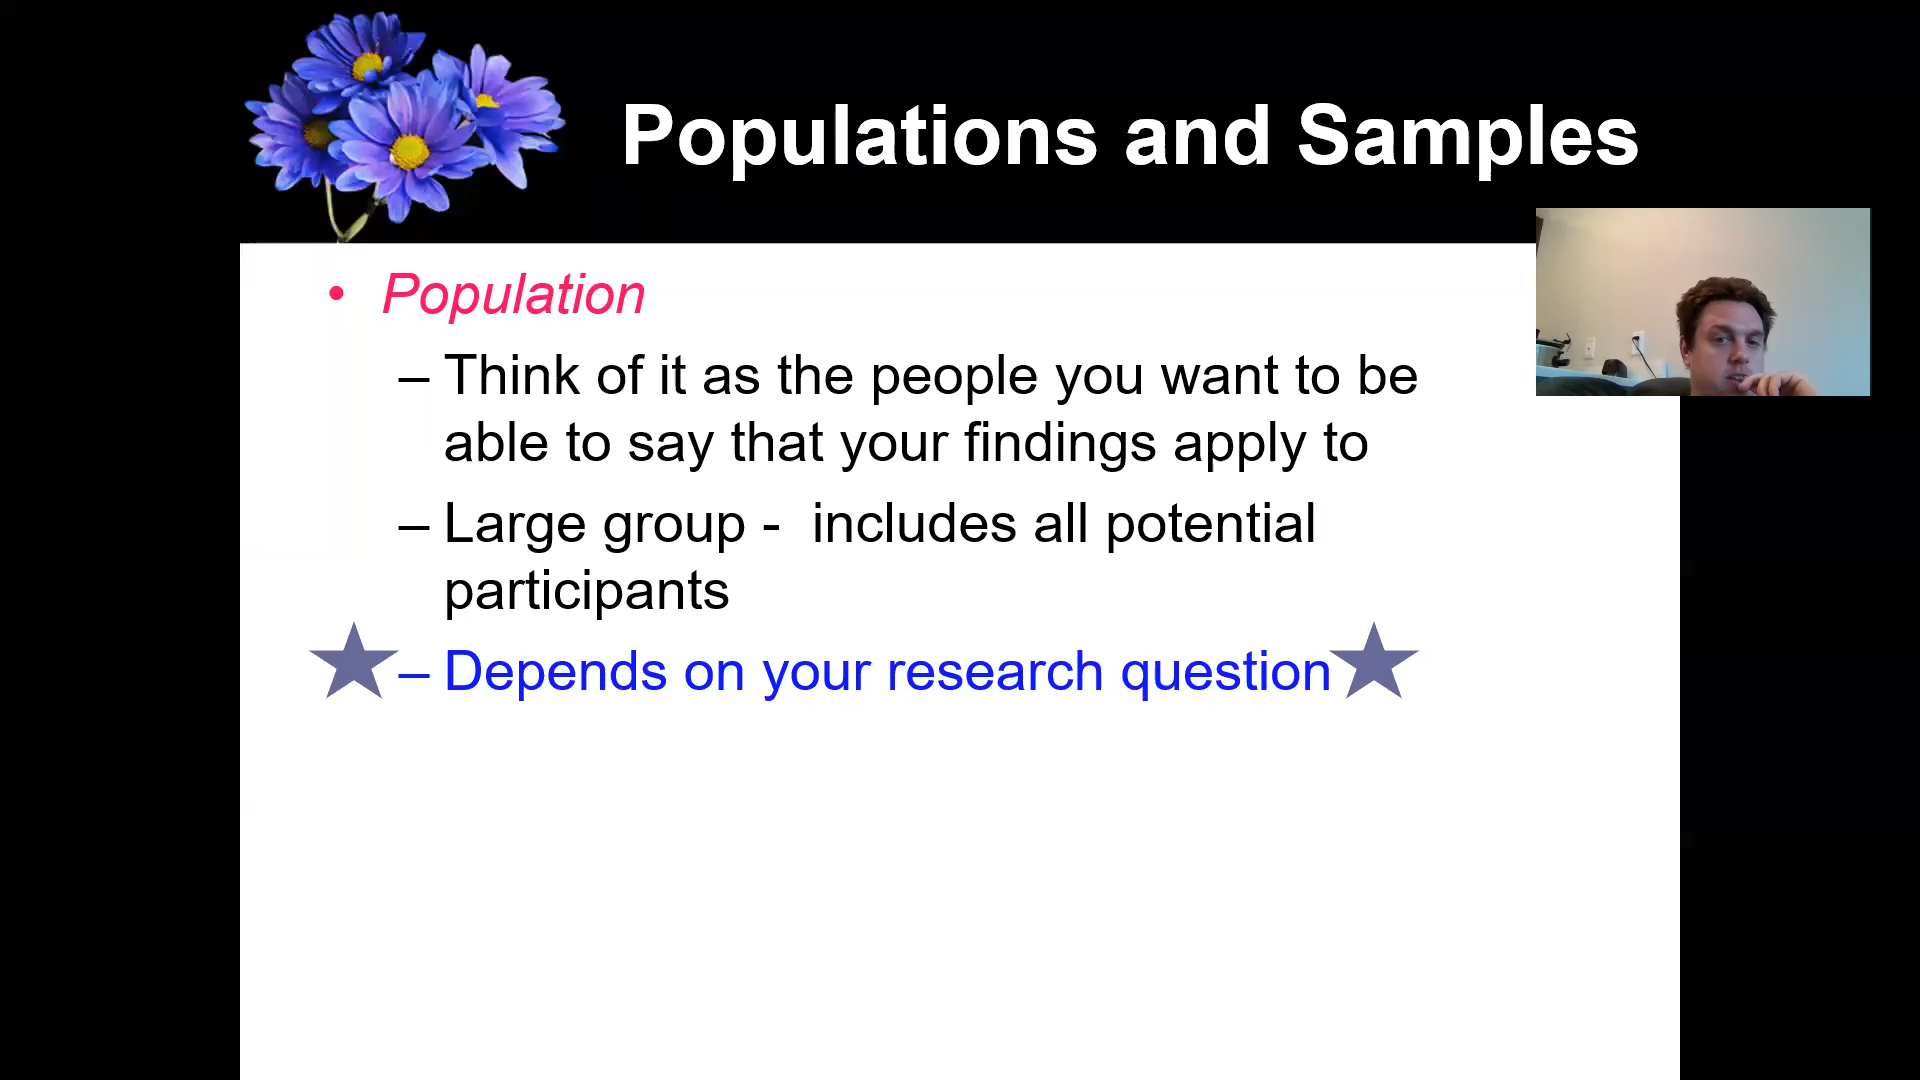 Populations and Samples
• Population
– Think of it as the people you want to be
able to say that your findings apply to
– Large group -  includes all potential
participants
– Depends on your research question